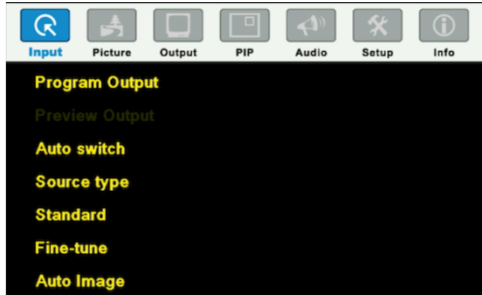 Input Picture Output PIP Audio Setup Info
Program Output
Preview Output
Auto switch
Source type
Standard
Fine-tune
Auto Image